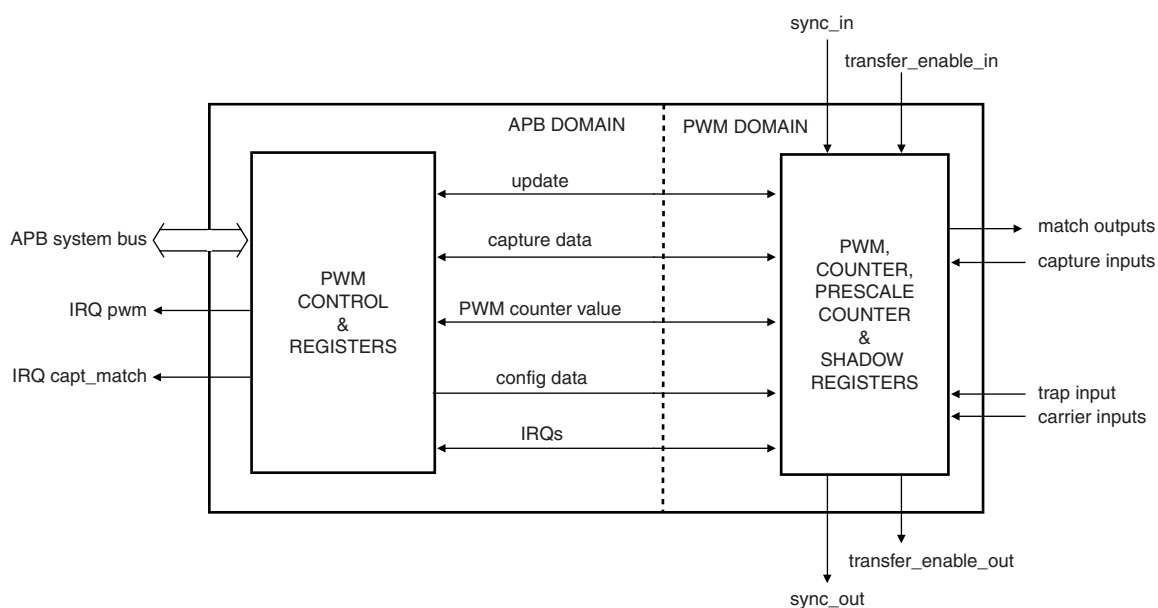 sync_in
transfer_enable_in
APB DOMAIN
PWM DOMAIN
update
APB system bus
capture data
match outputs
capture inputs
PWM
CONTROL
&
REGISTERS
PWM,
COUNTER,
PRESCALE
COUNTER
&
SHADOW
REGISTERS
IRQ pwm
PWM counter value
IRQ capt_match
config data
trap input
carrier inputs
IRQs
transfer_enable_out
sync_out